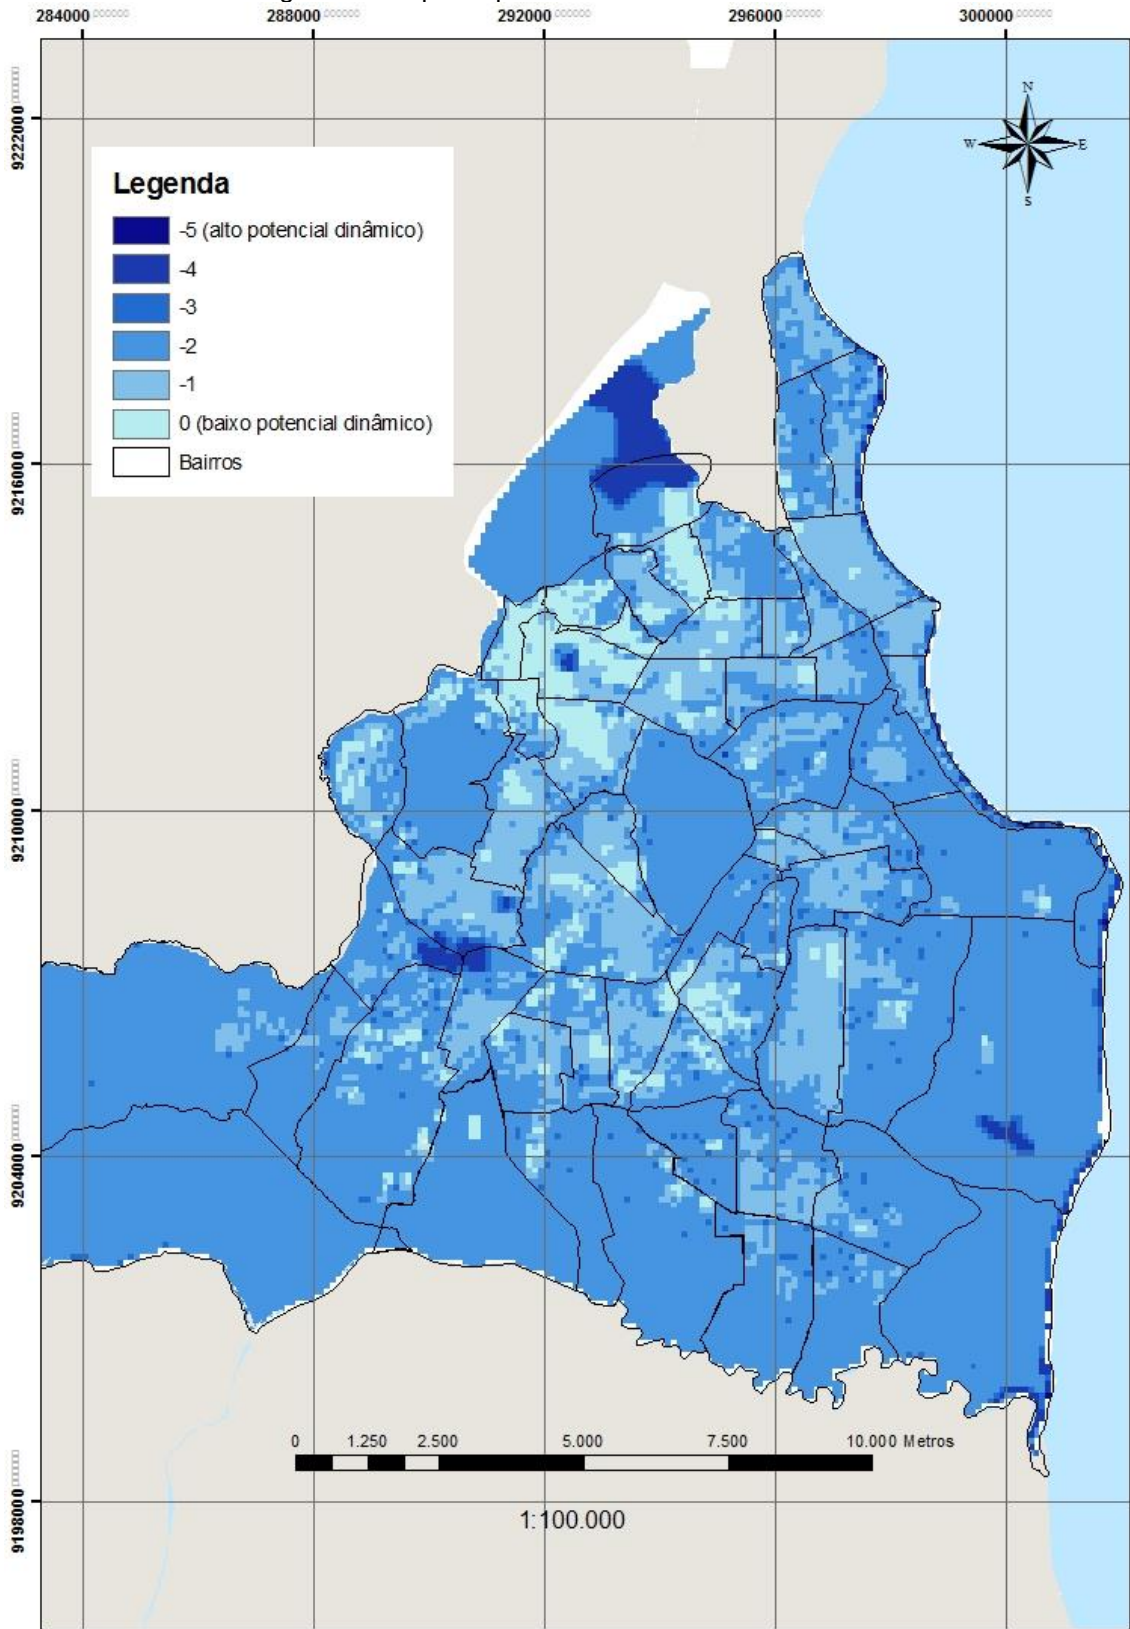 284000 288000 292000 296000 300000
N
W E
S
Legenda
-5 (alto potencial dinâmico)
-4
-3
-2
-1
0 (baixo potencial dinâmico)
Bairros
9222000
9216000
9210000
9204000
9198000
0 1.250 2.500 5.000 7.500 10.000 Metros
1:100.000